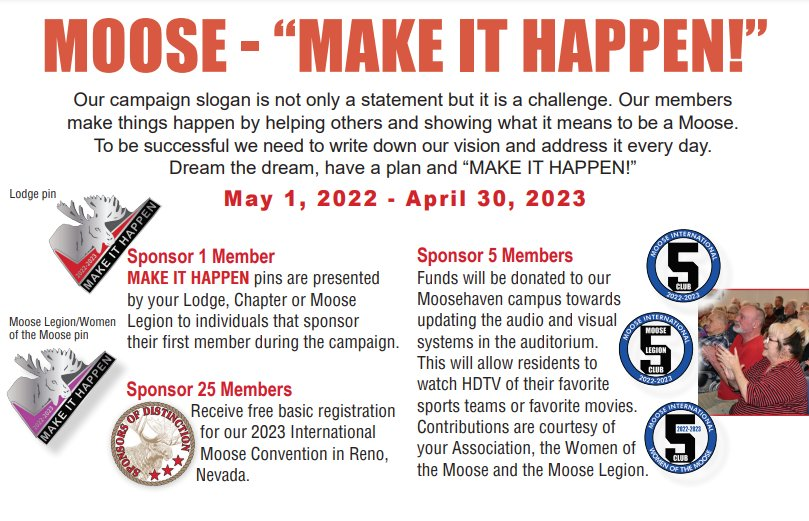 MOOSE - “MAKE IT HAPPEN!”
Our campaign slogan is not only a statement but it is a challenge. Our members
make things happen by helping others and showing what it means to be a Moose.
To be successful we need to write down our vision and address it every day.
Dream the dream, have a plan and “MAKE IT HAPPEN!”
May 1, 2022 - April 30, 2023
Lodge pin
2022-2023
MAKE IT HAPPEN
Moose Legion/Women
of the Moose pin
2022-2023
MAKE IT HAPPEN
Sponsor 1 Member
MAKE IT HAPPEN pins are presented
by your Lodge, Chapter or Moose
Legion to individuals that sponsor
their first member during the campaign.
Sponsor 25 Members
SPONSORS OF DISTINCTION
Receive free basic registration
for our 2023 International
Moose Convention in Reno,
Nevada.
Sponsor 5 Members
Funds will be donated to our
Moosehaven campus towards
updating the audio and visual
systems in the auditorium.
This will allow residents to
watch HDTV of their favorite
sports teams or favorite movies.
Contributions are courtesy of
your Association, the Women of
the Moose and the Moose Legion.
MOOSE INTERNATIONAL
5
CLUB
2022-2023
MOOSE INTERNATIONAL
MOOSE
5
LEGION
CLUB
2022-2023
MOOSE INTERNATIONAL
2022-2023
5
CLUB
WOMEN OF THE MOOSE